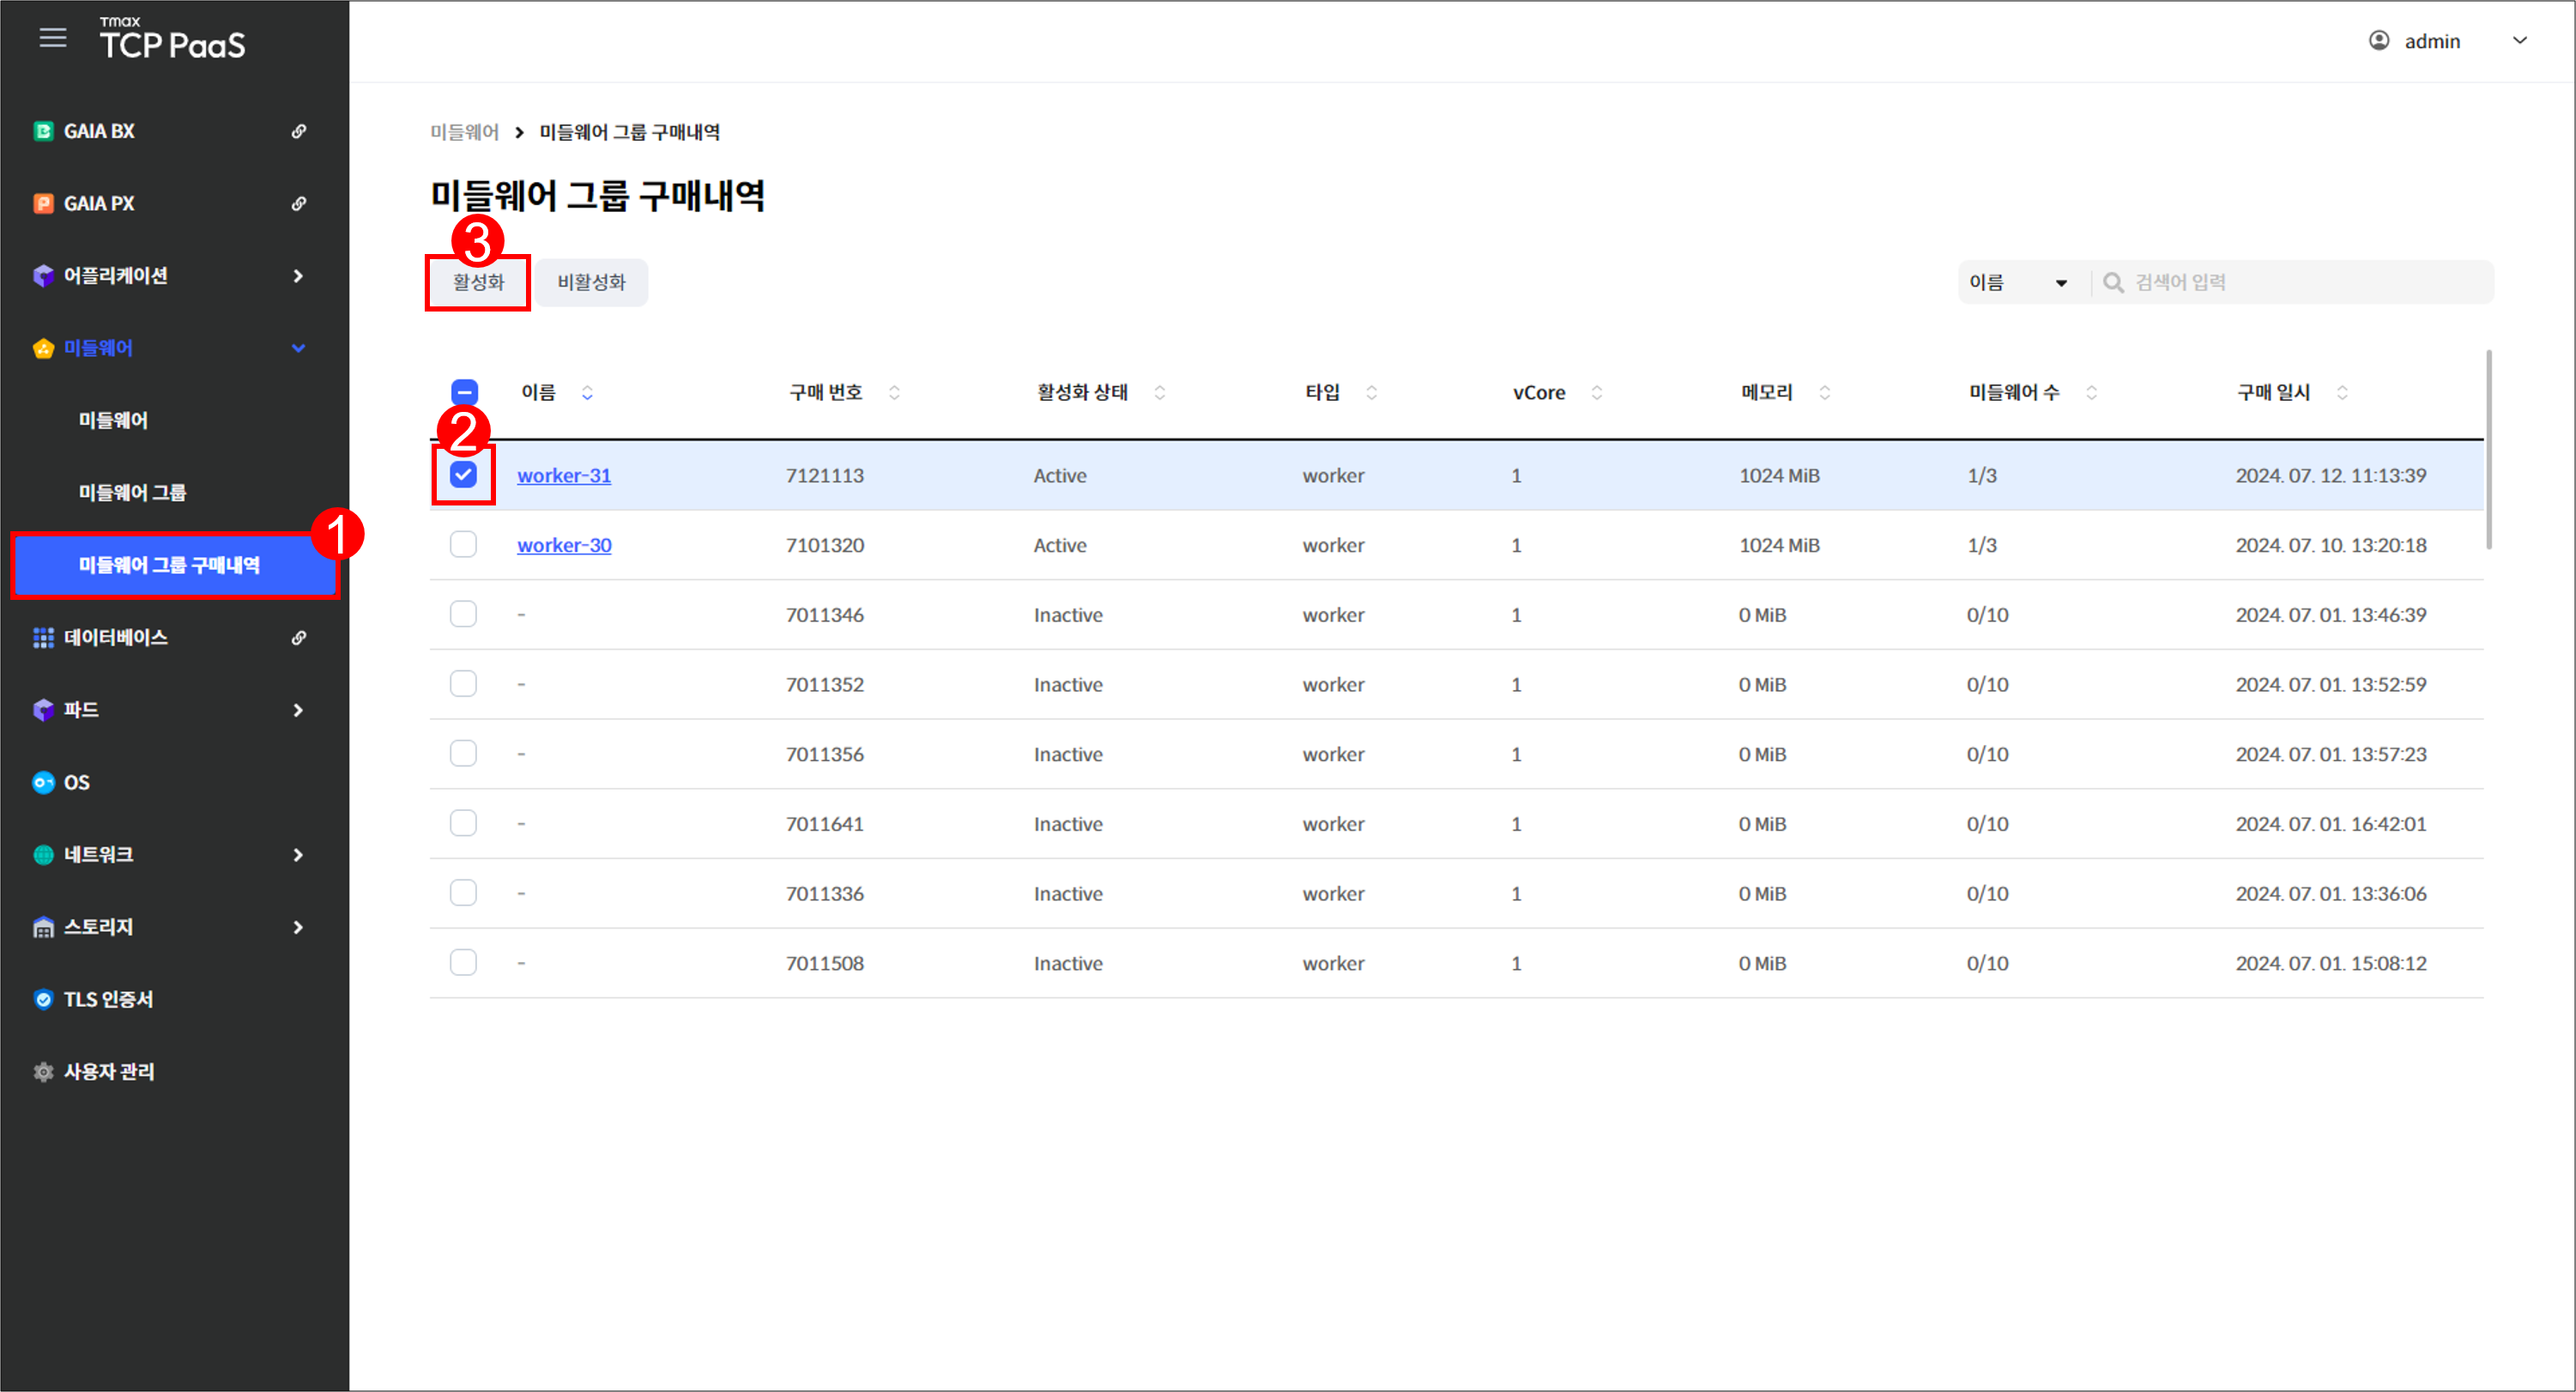 Tmax
TCP PaaS
admin
GAIA BX
GAIA PX
어플리케이션
미들웨어
미들웨어
미들웨어 그룹
1
미들웨어 그룹 구매내역
데이터베이스
파드
OS
네트워크
스토리지
TLS 인증서
사용자 관리
미들웨어 > 미들웨어 그룹 구매내역
미들웨어 그룹 구매내역
3
활성화 비활성화 이름 검색어 입력
이름 구매 번호 활성화 상태 타입 vCore 메모리 미들웨어 수 구매 일시
2
worker-31 7121113 Active worker 1 1024 MiB 1/3 2024. 07. 12. 11:13:39
worker-30 7101320 Active worker 1 1024 MiB 1/3 2024. 07. 10. 13:20:18
- 7011346 Inactive worker 1 0 MiB 0/10 2024. 07. 01. 13:46:39
- 7011352 Inactive worker 1 0 MiB 0/10 2024. 07. 01. 13:52:59
- 7011356 Inactive worker 1 0 MiB 0/10 2024. 07. 01. 13:57:23
- 7011641 Inactive worker 1 0 MiB 0/10 2024. 07. 01. 16:42:01
- 7011336 Inactive worker 1 0 MiB 0/10 2024. 07. 01. 13:36:06
- 7011508 Inactive worker 1 0 MiB 0/10 2024. 07. 01. 15:08:12